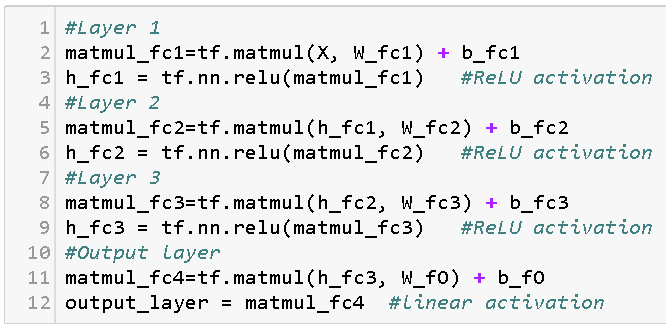 1 #Layer 1
2 matmul_fc1=tf.matmul(X, W_fc1) + b_fc1
3 h_fc1 = tf.nn.relu(matmul_fc1)   #ReLU activation
4 #Layer 2
5 matmul_fc2=tf.matmul(h_fc1, W_fc2) + b_fc2
6 h_fc2 = tf.nn.relu(matmul_fc2)   #ReLU activation
7 #Layer 3
8 matmul_fc3=tf.matmul(h_fc2, W_fc3) + b_fc3
9 h_fc3 = tf.nn.relu(matmul_fc3)   #ReLU activation
10 #Output layer
11 matmul_fc4=tf.matmul(h_fc3, W_fO) + b_fO
12 output_layer = matmul_fc4  #linear activation